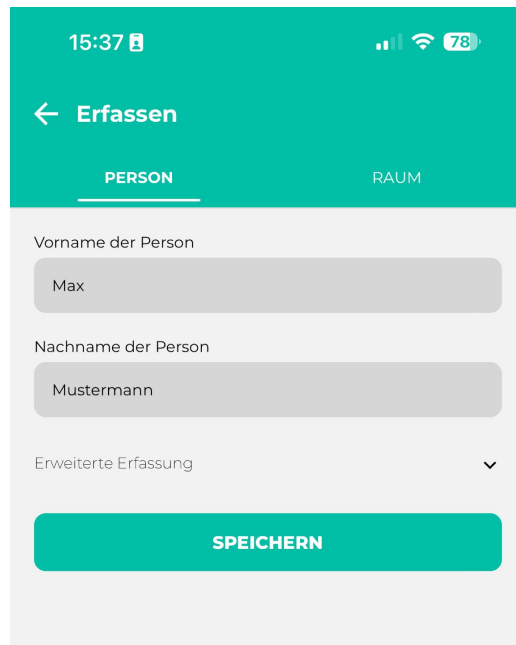 15:37
78
Erfassen
PERSON
RAUM
Vorname der Person
Max
Nachname der Person
Mustermann
Erweiterte Erfassung
SPEICHERN